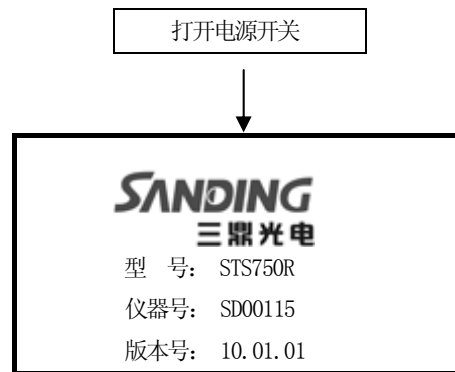 打开电源开关
SANDING
三鼎光电
型 号: STS750R
仪器号: SD00115
版本号: 10.01.01